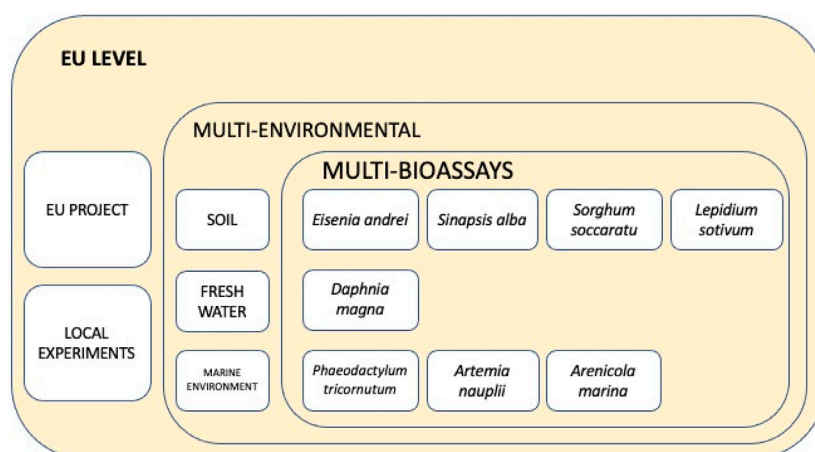 EU LEVEL
MULTI-ENVIRONMENTAL
MULTI-BIOASSAYS
EU PROJECT
SOIL
Eisenia andrei
Sinapsis alba
Sorghum
soccaratu
Lepidium
sotivum
FRESH
WATER
Daphnia
magna
LOCAL
EXPERIMENTS
MARINE
ENVIRONMENT
Phaeodactylum
tricornutum
Artemia
nauplii
Arenicola
marina